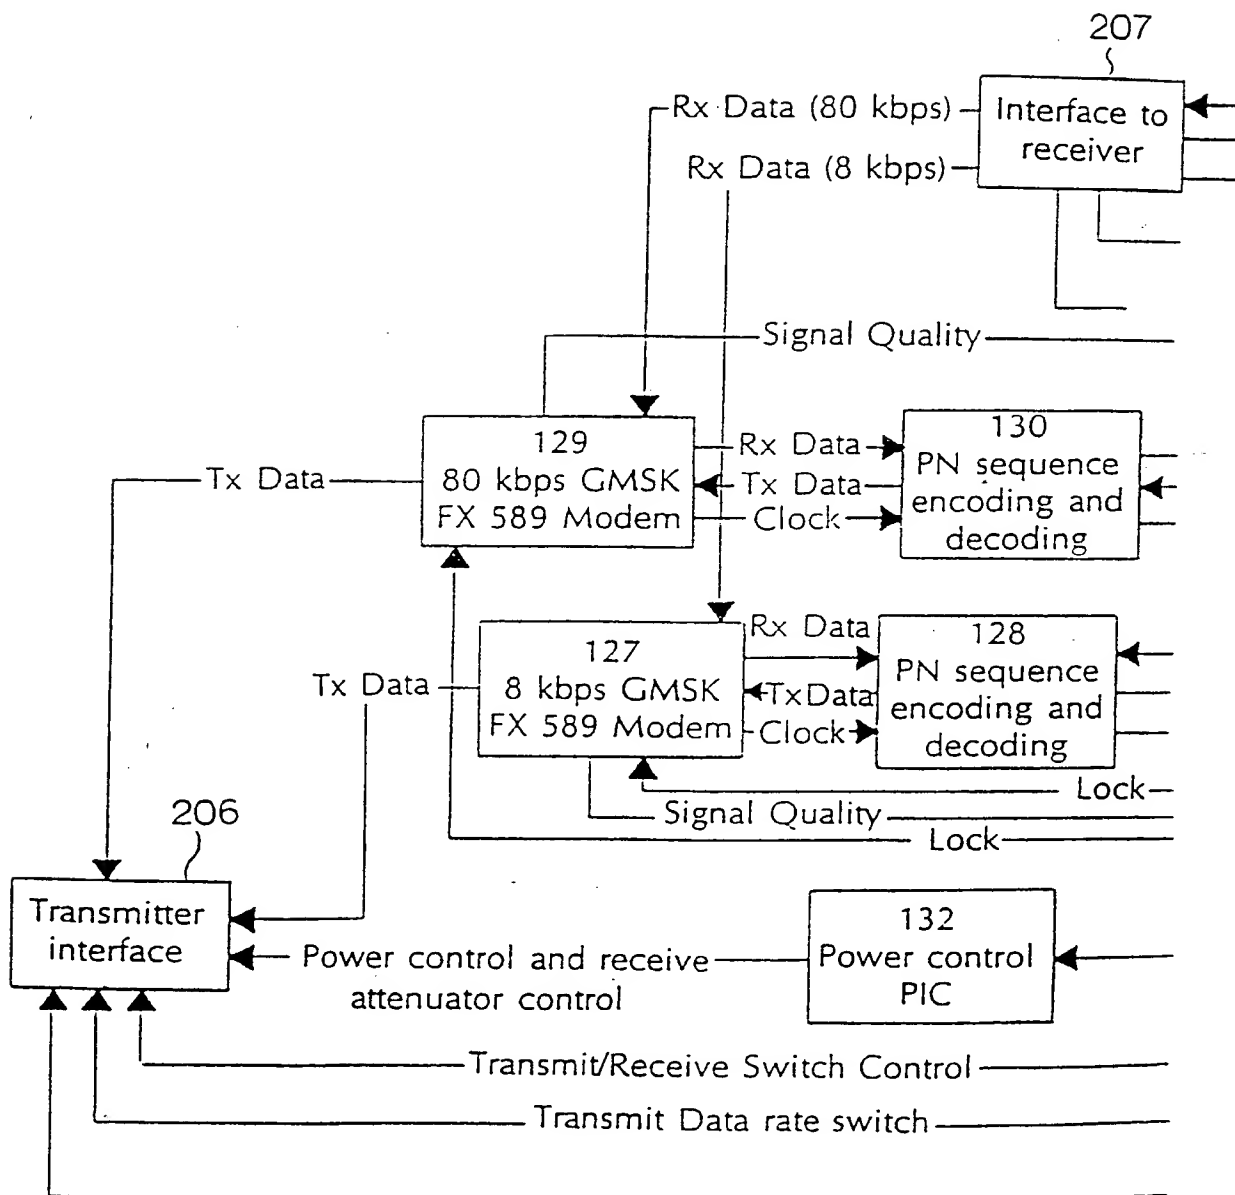 207
Rx Data (80 kbps)
Interface to
receiver
Rx Data (8 kbps)
Signal Quality
129
80 kbps GMSK
FX 589 Modem
Rx Data
Tx Data
Clock
130
PN sequence
encoding and
decoding
Tx Data
127
8 kbps GMSK
FX 589 Modem
Rx Data
TxData
Clock
128
PN sequence
encoding and
decoding
Tx Data
Lock
Signal Quality
Lock
206
Transmitter
interface
Power control and receive
attenuator control
132
Power control
PIC
Transmit/Receive Switch Control
Transmit Data rate switch